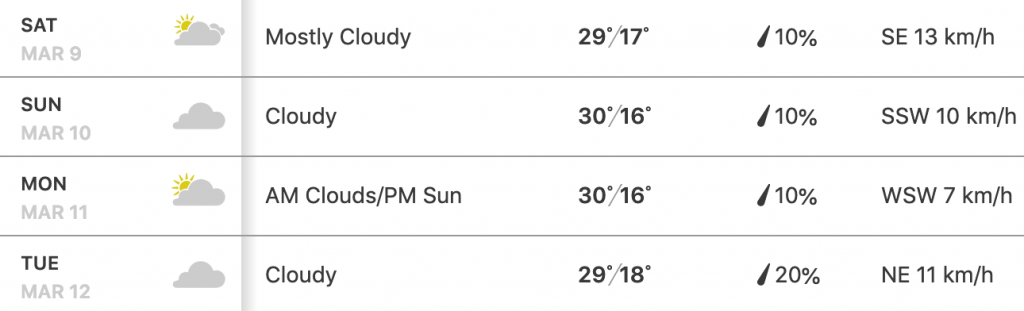 SAT
MAR 9
Mostly Cloudy 29°/17° 10% SE 13 km/h
SUN
MAR 10
Cloudy 30°/16° 10% SSW 10 km/h
MON
MAR 11
AM Clouds/PM Sun 30°/16° 10% WSW 7 km/h
TUE
MAR 12
Cloudy 29°/18° 20% NE 11 km/h